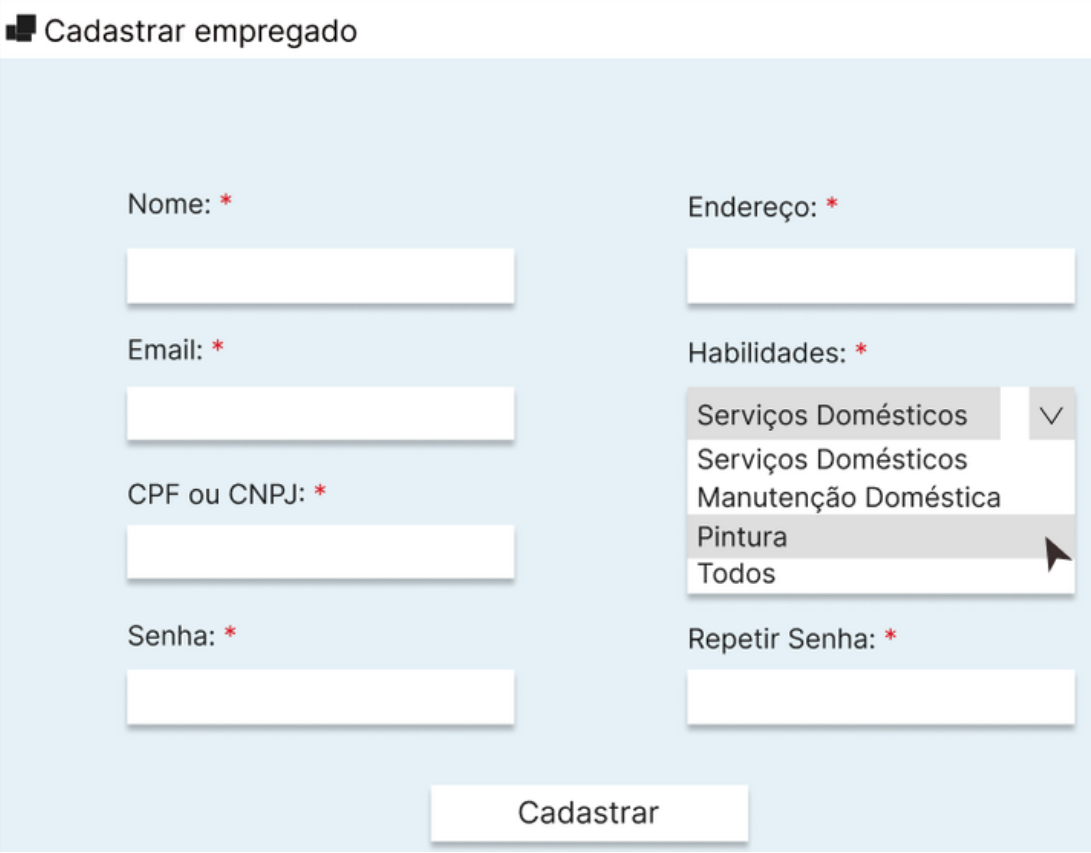 Cadastrar empregado
Nome: *
Endereço: *
Email: *
Habilidades: *
Serviços Domésticos
Serviços Domésticos
Manutenção Doméstica
Pintura
Todos
CPF ou CNPJ: *
Senha: *
Repetir Senha: *
Cadastrar